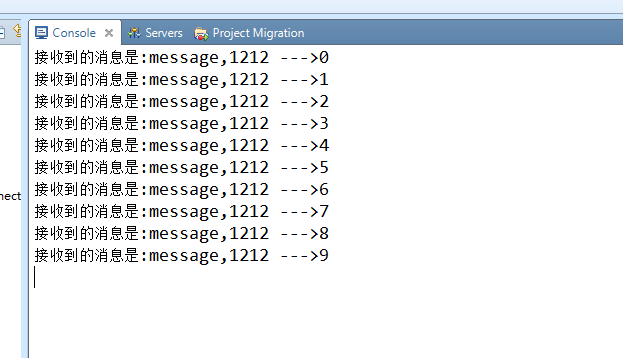 Console Servers Project Migration
接收到的消息是:message,1212 --->0
接收到的消息是:message,1212 --->1
接收到的消息是:message,1212 --->2
接收到的消息是:message,1212 --->3
接收到的消息是:message,1212 --->4
接收到的消息是:message,1212 --->5
接收到的消息是:message,1212 --->6
nect
接收到的消息是:message,1212 --->7
接收到的消息是:message,1212 --->8
接收到的消息是:message,1212 --->9